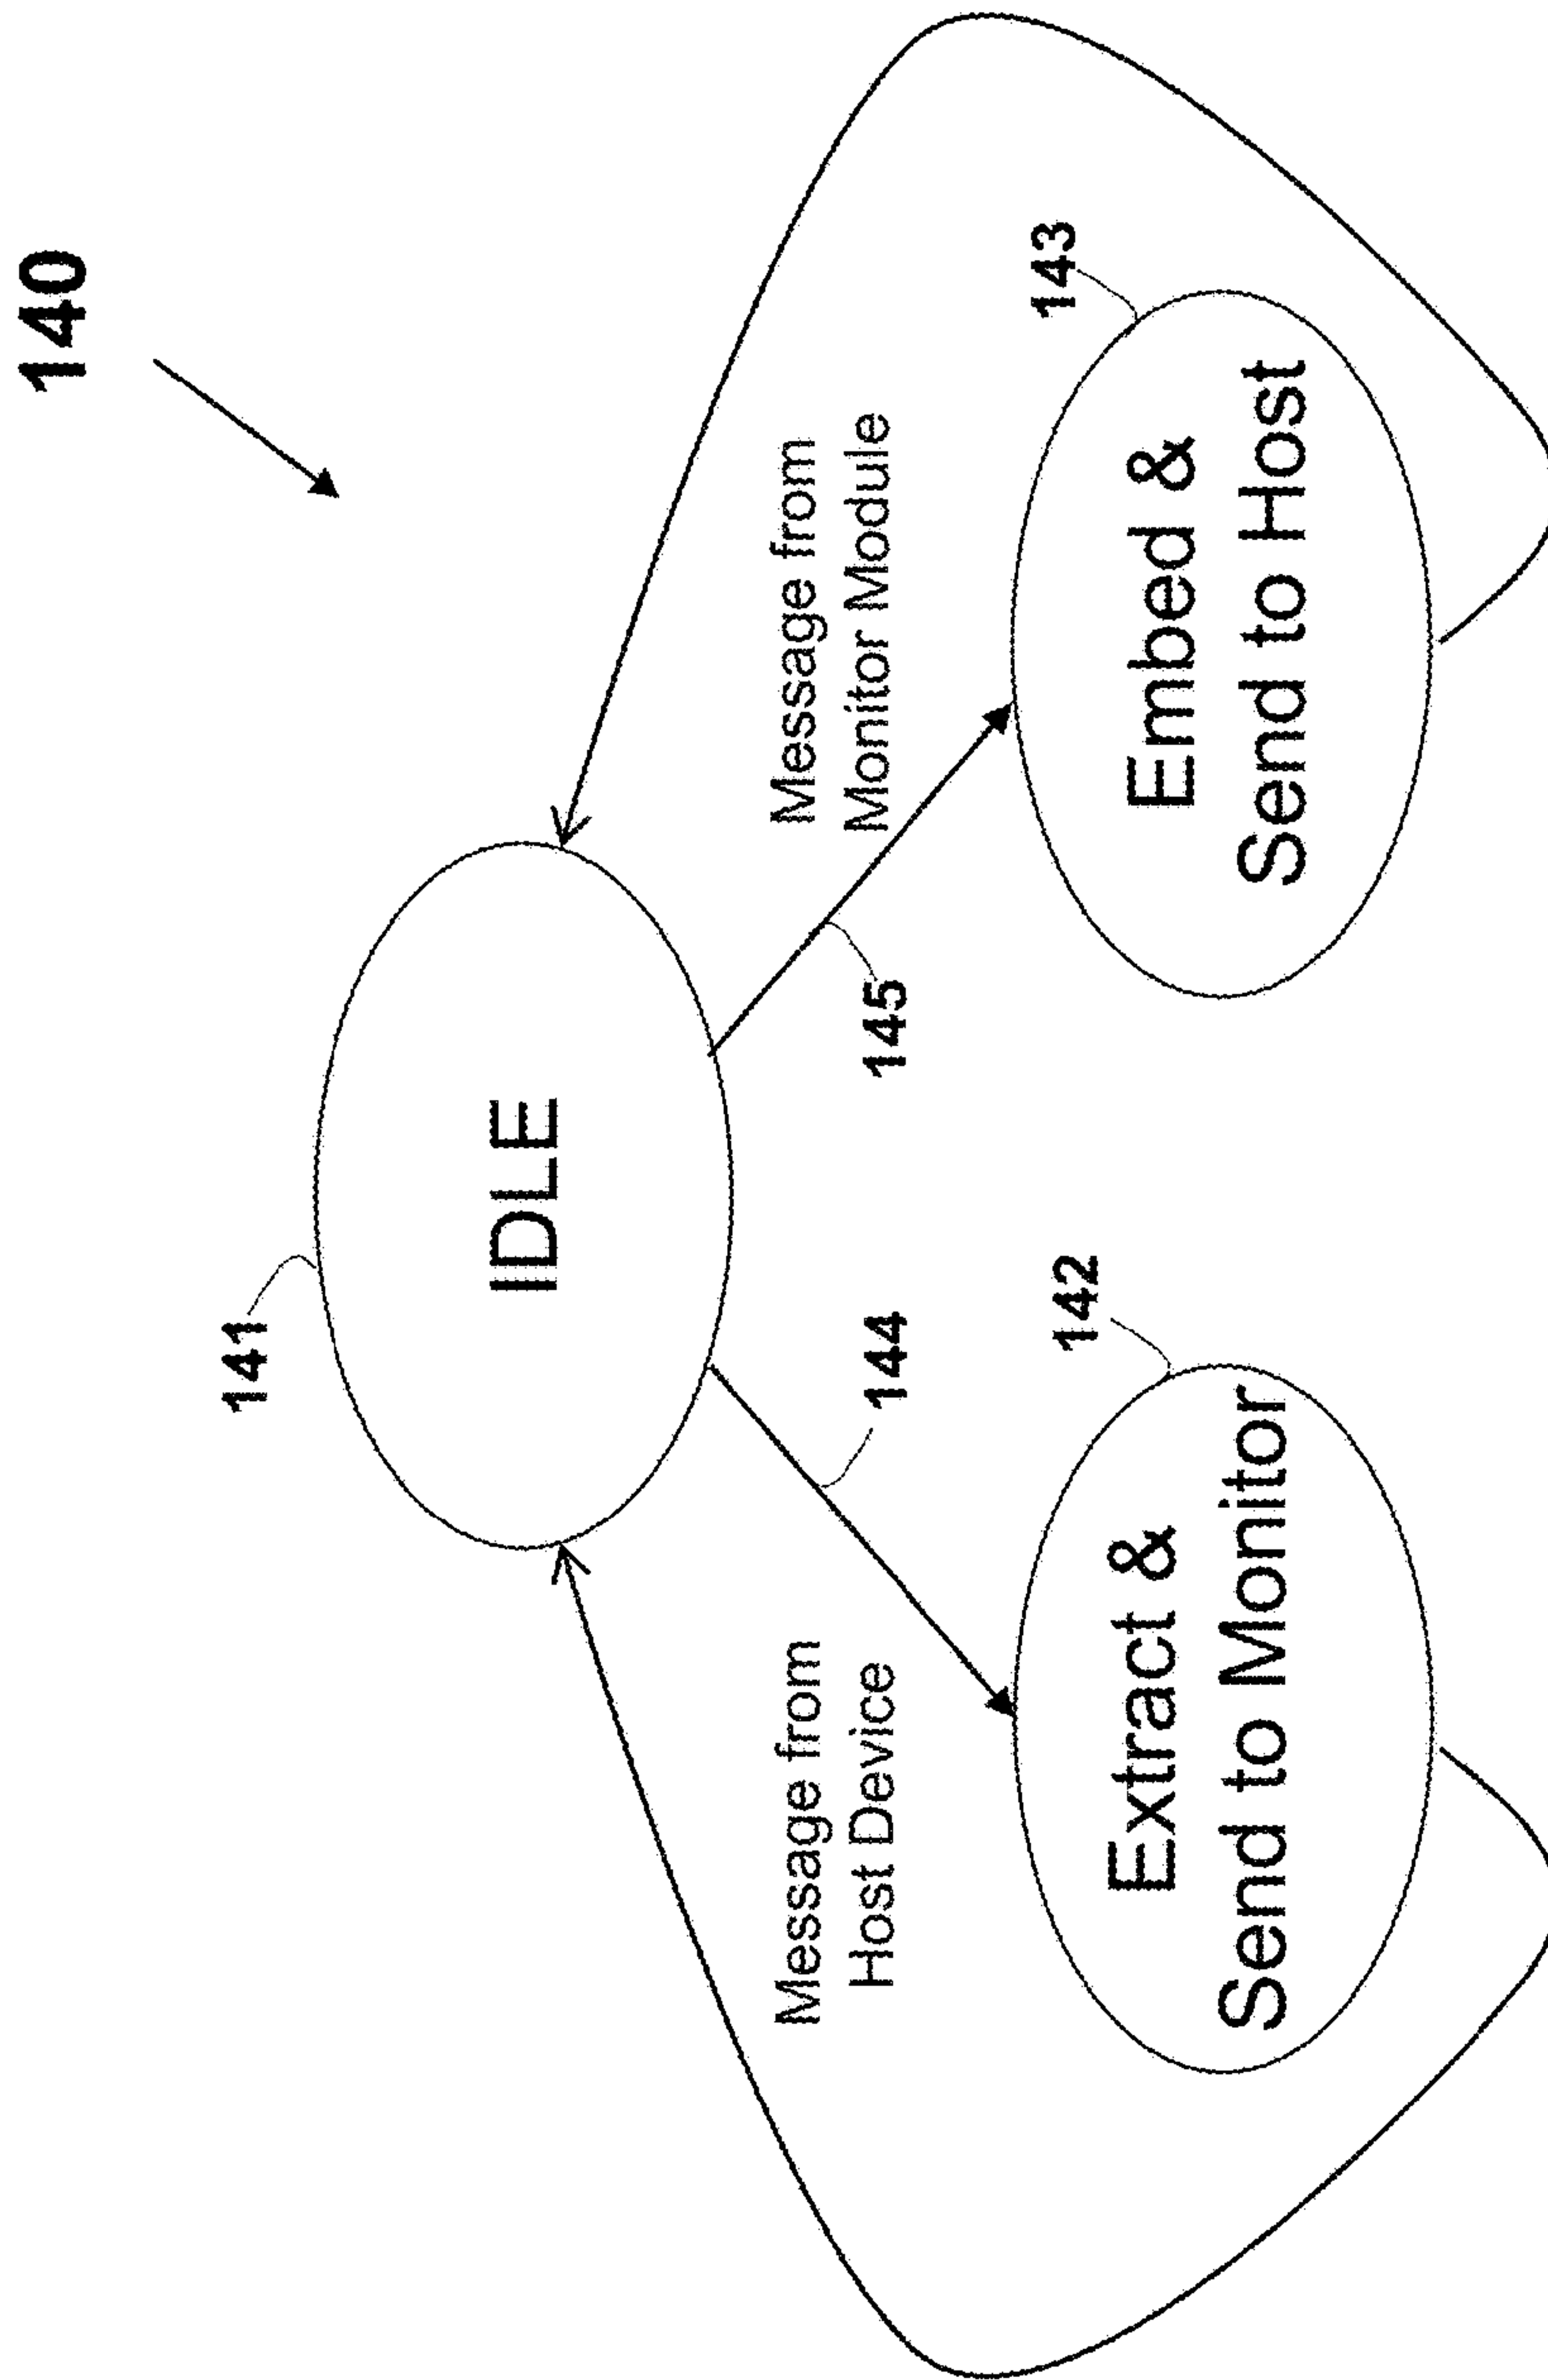 140
141
IDLE
144
145
Message from
Host Device
Message from
Monitor Module
142
143
Extract &
Send to Monitor
Embed &
Send to Host